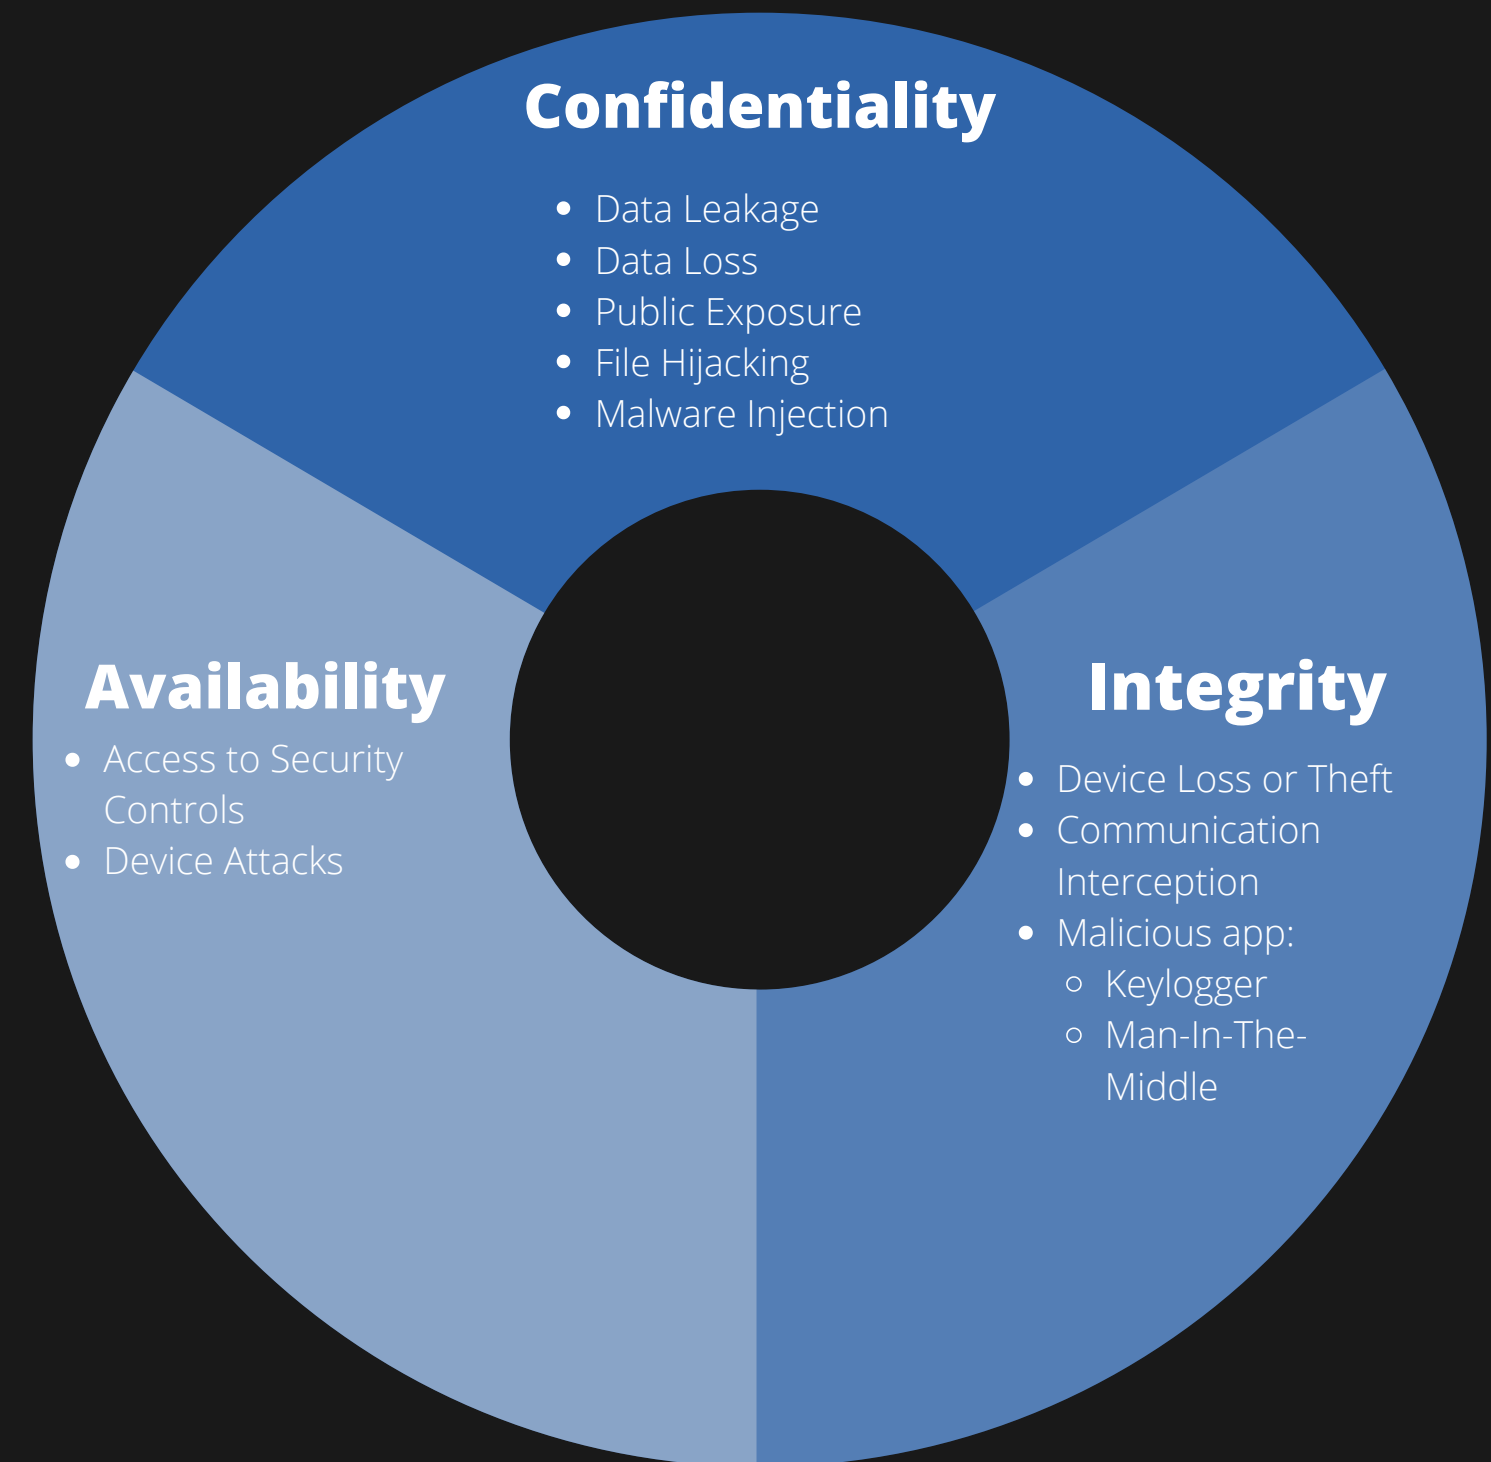 Confidentiality
• Data Leakage
• Data Loss
• Public Exposure
• File Hijacking
• Malware Injection
Availability
• Access to Security
Controls
• Device Attacks
Integrity
• Device Loss or Theft
• Communication
Interception
• Malicious app:
◦ Keylogger
◦ Man-In-The-
Middle